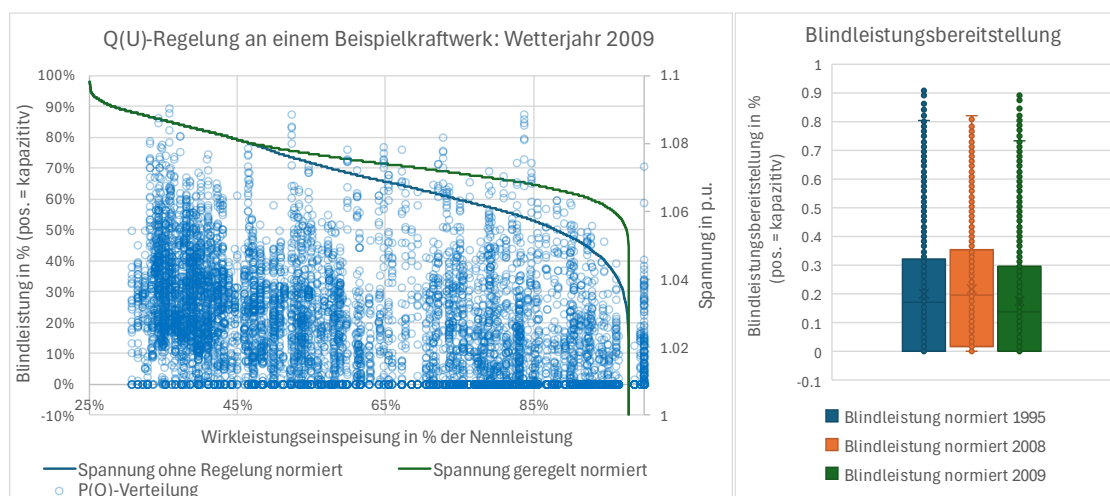 Q(U)-Regelung an einem Beispielkraftwerk: Wetterjahr 2009
Blindleistung in % (pos. = kapazititv)
100%
90%
80%
70%
60%
50%
40%
30%
20%
10%
0%
-10%
25%
45%
65%
85%
1.1
1.08
1.06
1.04
1.02
1
Spannung in p.u.
Wirkleistungseinspeisung in % der Nennleistung
Spannung ohne Regelung normiert
Spannung geregelt normiert
P(Q)-Verteilung
Blindleistungsbereitstellung
Blindleistungsbereitstellung in %
(pos. = kapazititv)
1
0.9
0.8
0.7
0.6
0.5
0.4
0.3
0.2
0.1
0
-0.1
Blindleistung normiert 1995
Blindleistung normiert 2008
Blindleistung normiert 2009